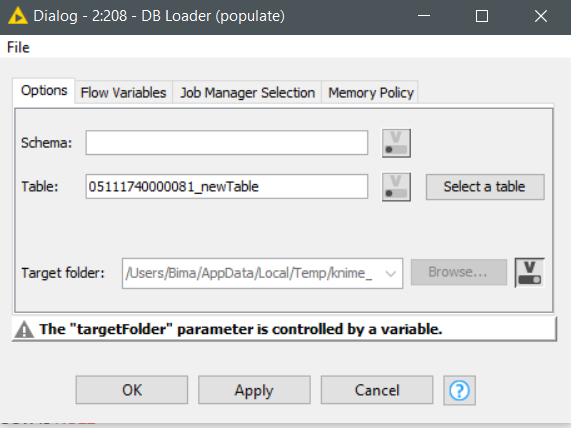 Dialog - 2:208 - DB Loader (populate)
File
Options Flow Variables Job Manager Selection Memory Policy
Schema:
V
Table: 05111740000081_newTable
V
Select a table
Target folder: /Users/Bima/AppData/Local/Temp/knime_
Browse...
V
The "targetFolder" parameter is controlled by a variable.
OK Apply Cancel ?